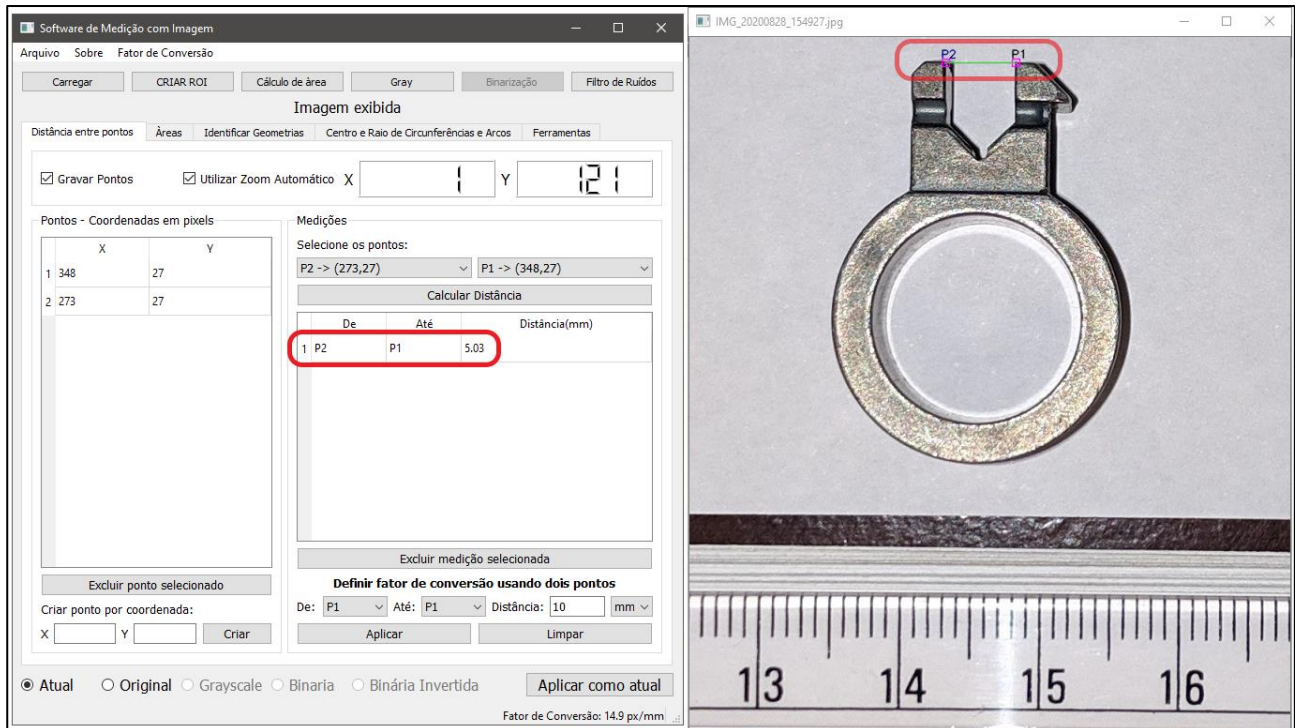 Software de Medição com Imagem
Arquivo Sobre Fator de Conversão
Carregar CRIAR ROI Cálculo de àrea Gray Binarização Filtro de Ruídos
Imagem exibida
Distância entre pontos Àreas Identificar Geometrias Centro e Raio de Circunferências e Arcos Ferramentas
Gravar Pontos Utilizar Zoom Automático X 1 Y 121
Pontos - Coordenadas em pixels
X Y
1 348 27
2 273 27
Excluir ponto selecionado
Criar ponto por coordenada:
X Y Criar
Medições
Selecione os pontos:
P2 -> (273,27) P1 -> (348,27)
Calcular Distância
De Até Distância(mm)
1 P2 P1 5.03
Excluir medição selecionada
Definir fator de conversão usando dois pontos
De: P1 Até: P1 Distância: 10 mm
Aplicar Limpar
Atual Original Grayscale Binaria Binária Invertida Aplicar como atual
Fator de Conversão: 14.9 px/mm
IMG_20200828_154927.jpg
P2 P1
13 14 15 16